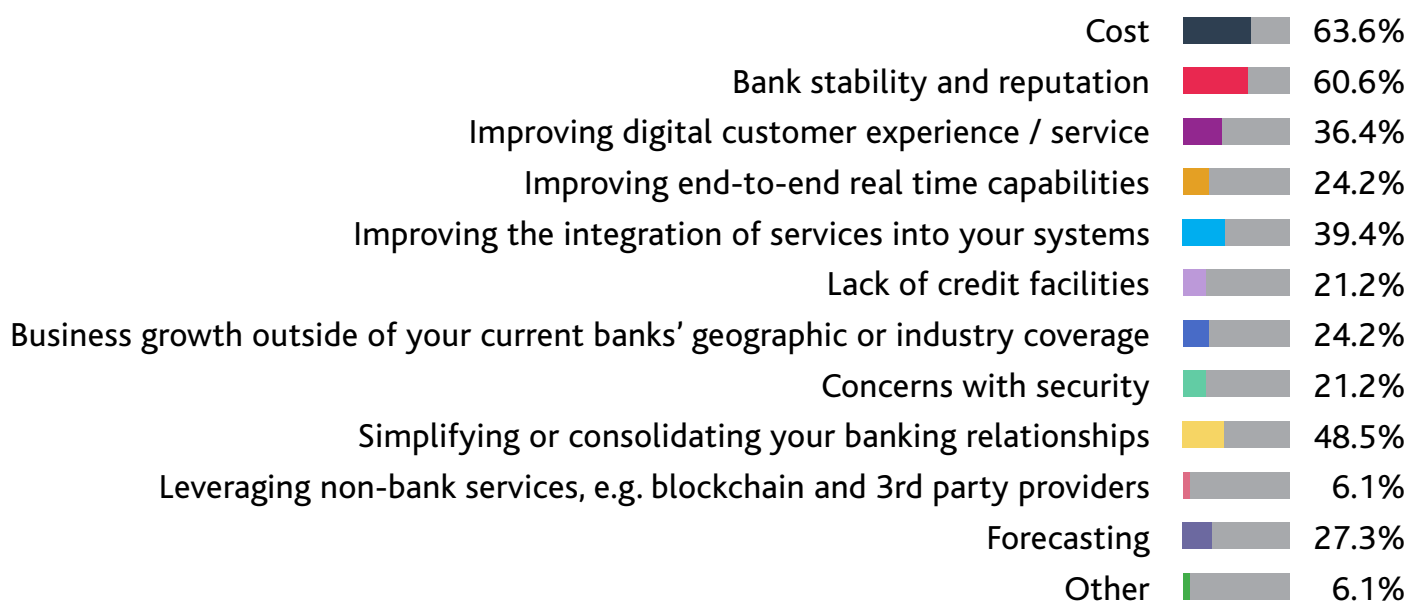 Cost 63.6%
Bank stability and reputation 60.6%
Improving digital customer experience / service 36.4%
Improving end-to-end real time capabilities 24.2%
Improving the integration of services into your systems 39.4%
Lack of credit facilities 21.2%
Business growth outside of your current banks’ geographic or industry coverage 24.2%
Concerns with security 21.2%
Simplifying or consolidating your banking relationships 48.5%
Leveraging non-bank services, e.g. blockchain and 3rd party providers 6.1%
Forecasting 27.3%
Other 6.1%